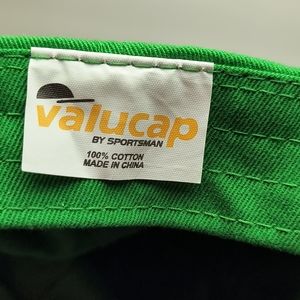 valucap
BY SPORTSMAN
100% COTTON
MADE IN CHINA